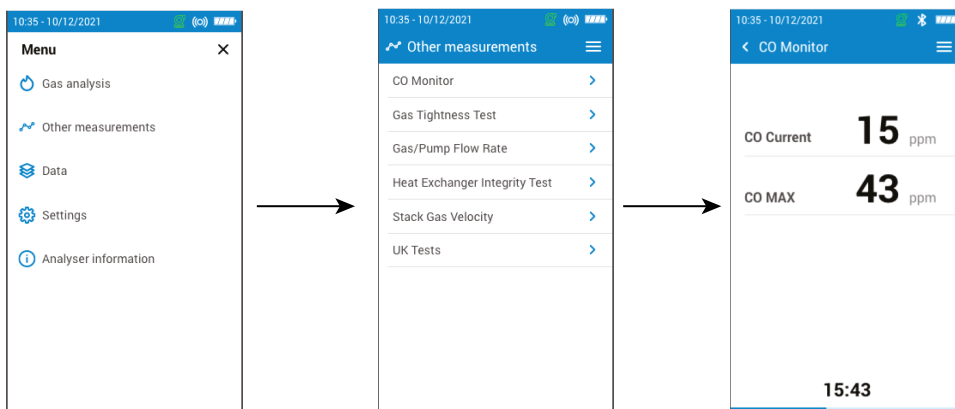 10:35 - 10/12/2021
Menu
Gas analysis
Other measurements
Data
Settings
Analyser information
10:35 - 10/12/2021
Other measurements
CO Monitor
Gas Tightness Test
Gas/Pump Flow Rate
Heat Exchanger Integrity Test
Stack Gas Velocity
UK Tests
10:35 - 10/12/2021
CO Monitor
CO Current 15 ppm
CO MAX 43 ppm
15:43